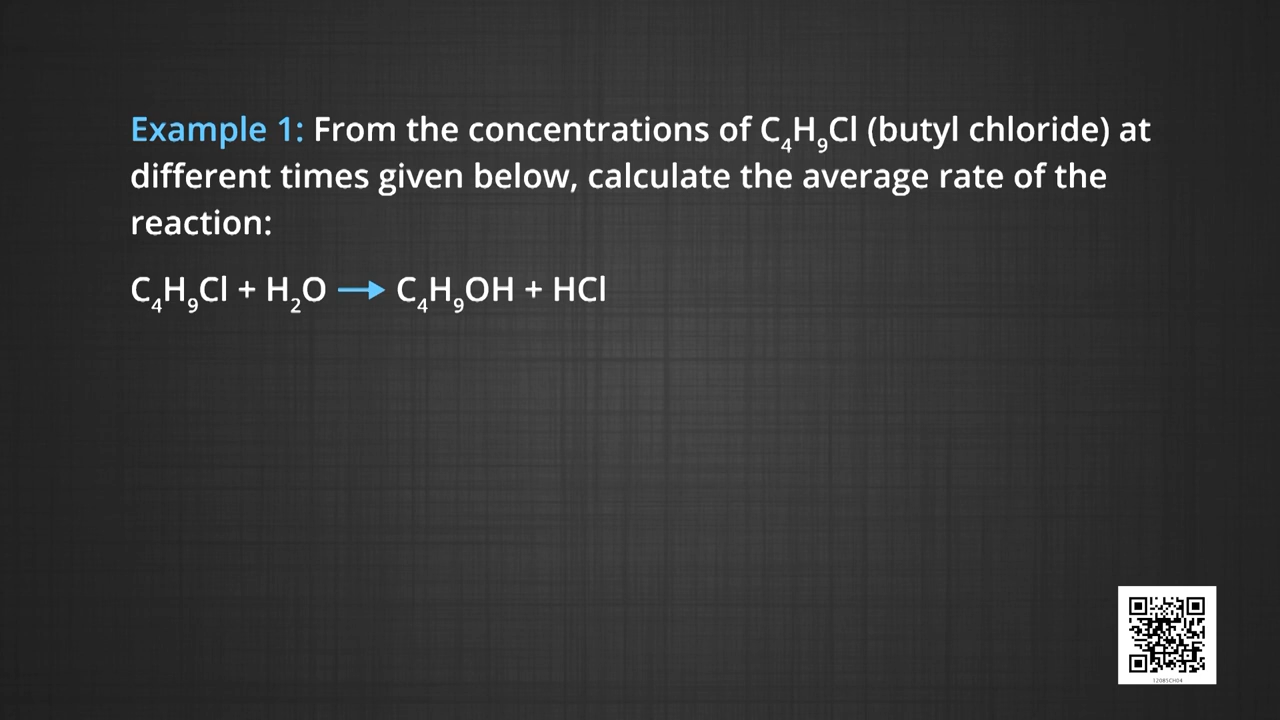 Example 1: From the concentrations of C₄H₉Cl (butyl chloride) at
different times given below, calculate the average rate of the
reaction:
C₄H₉Cl + H₂O → C₄H₉OH + HCl
12085CH04